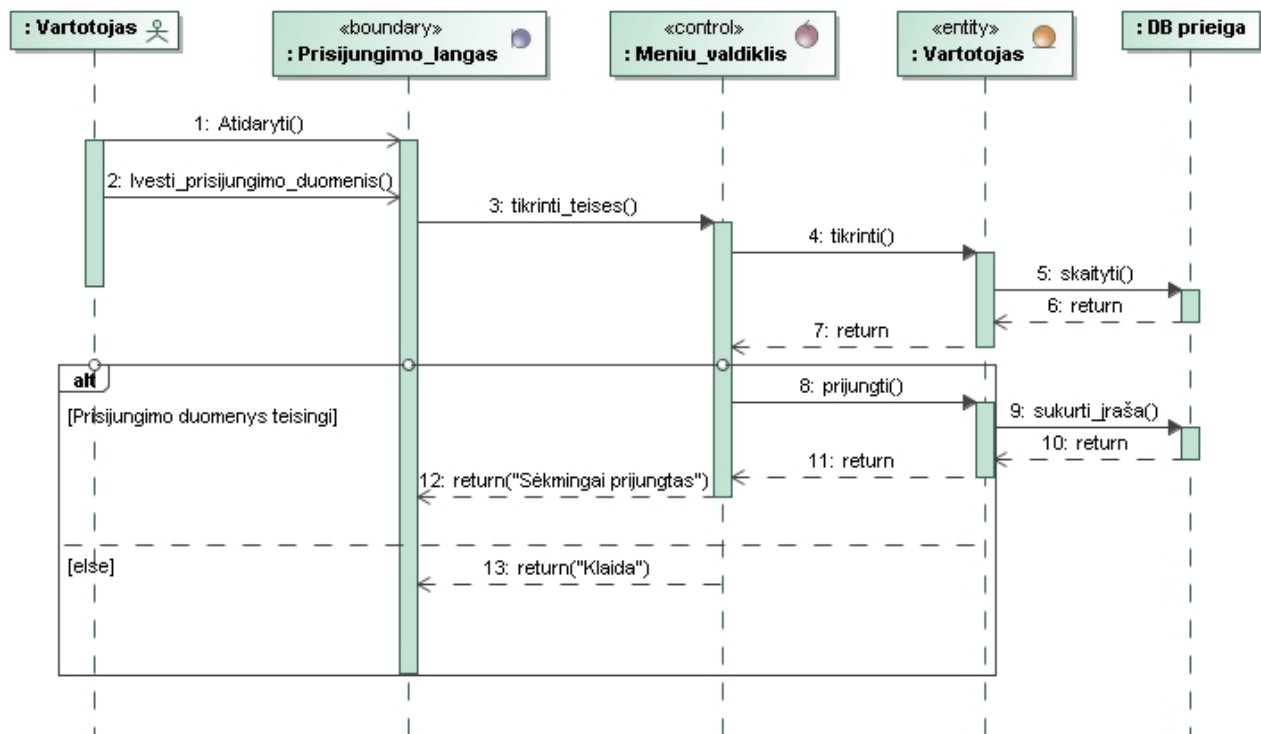 : Vartotojas
«boundary»
: Prisijungimo_langas
«control»
: Meniu_valdiklis
«entity»
: Vartotojas
: DB prieiga
1: Atidaryti()
2: Ivesti_prisijungimo_duomenis()
3: tikrinti_teises()
4: tikrinti()
5: skaityti()
6: return
7: return
alt
8: prijungti()
[Prisijungimo duomenys teisingi]
9: sukurti_įraša()
10: return
11: return
12: return("Sėkmingai prijungtas")
[else]
13: return("Klaida")